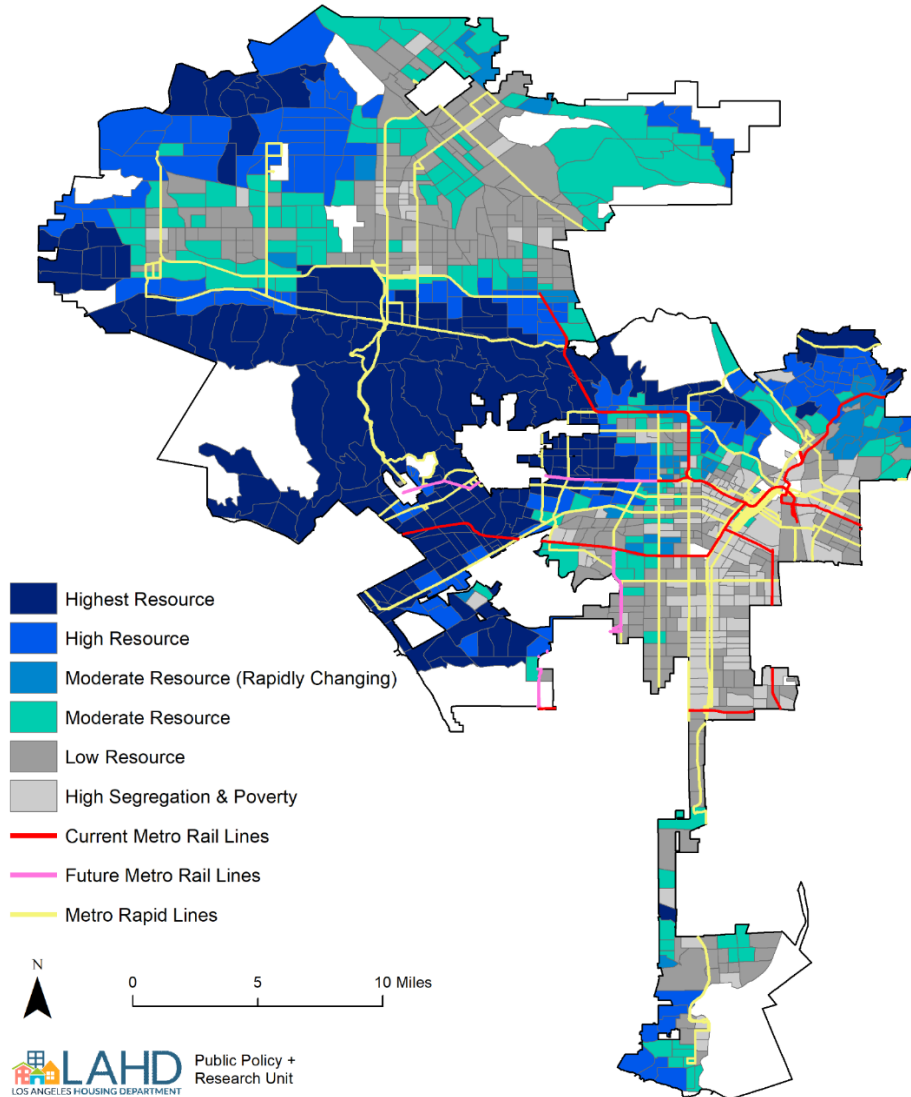 Highest Resource
High Resource
Moderate Resource (Rapidly Changing)
Moderate Resource
Low Resource
High Segregation & Poverty
Current Metro Rail Lines
Future Metro Rail Lines
Metro Rapid Lines
N
0 5 10 Miles
LAHD
LOS ANGELES HOUSING DEPARTMENT
Public Policy +
Research Unit